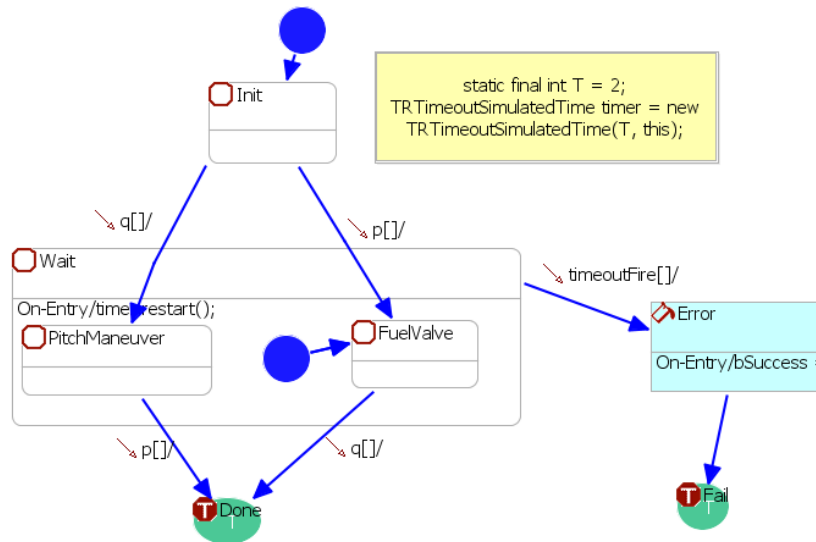 Init
static final int T = 2;
TRTimeoutSimulatedTime timer = new
TRTimeoutSimulatedTime(T, this);
q[]/
p[]/
Wait
timeoutFire[]/
On-Entry/timer.restart();
PitchManeuver
FuelValve
Error
On-Entry/bSuccess =
p[]/
q[]/
T Done
T
T Fail
T